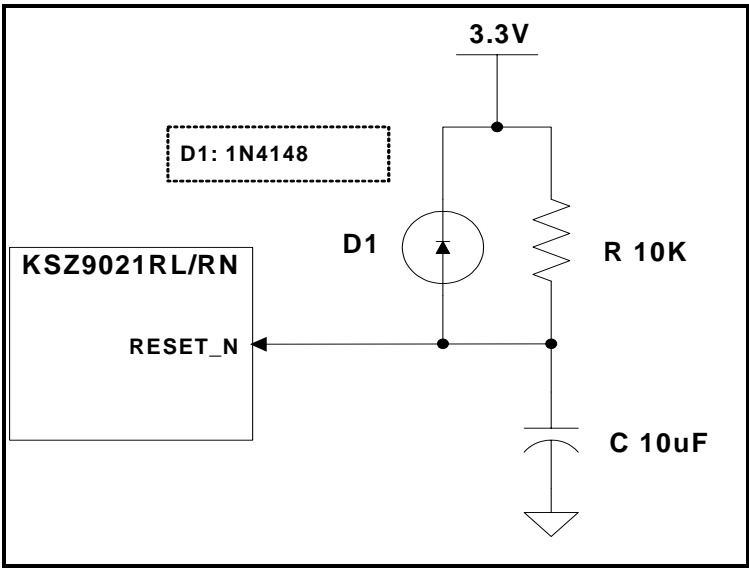 3.3V
D1: 1N4148
D1
R 10K
KSZ9021RL/RN
RESET_N
C 10uF